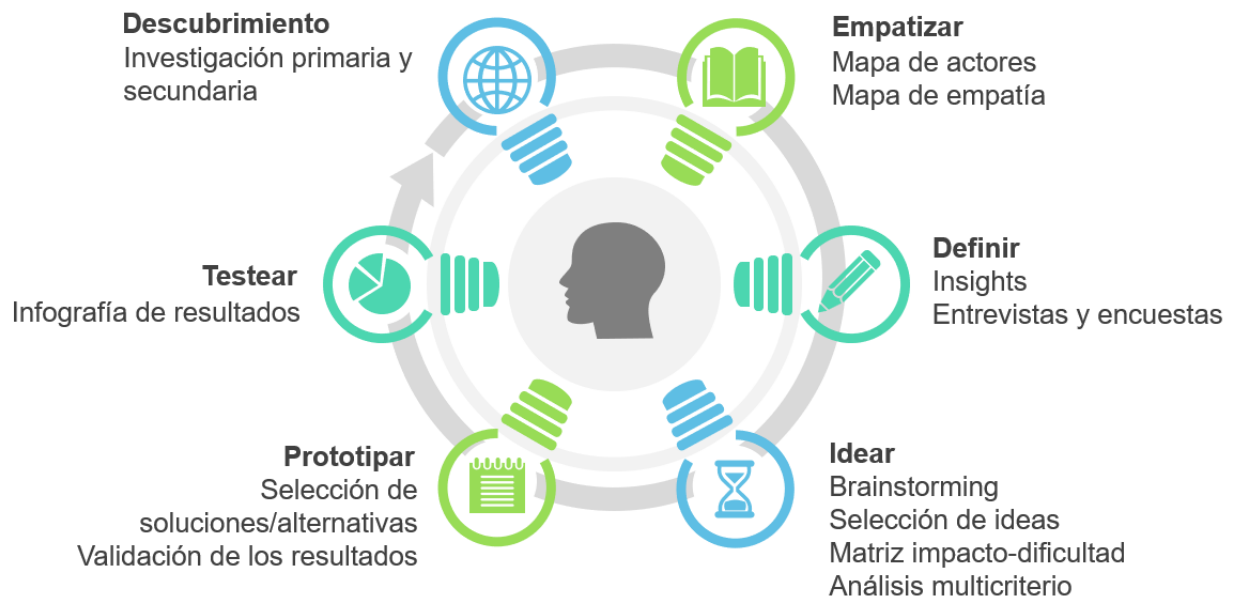 Descubrimiento
Investigación primaria y
secundaria
Empatizar
Mapa de actores
Mapa de empatía
Definir
Insights
Entrevistas y encuestas
Idear
Brainstorming
Selección de ideas
Matriz impacto-dificultad
Análisis multicriterio
Prototipar
Selección de
soluciones/alternativas
Validación de los resultados
Testear
Infografía de resultados